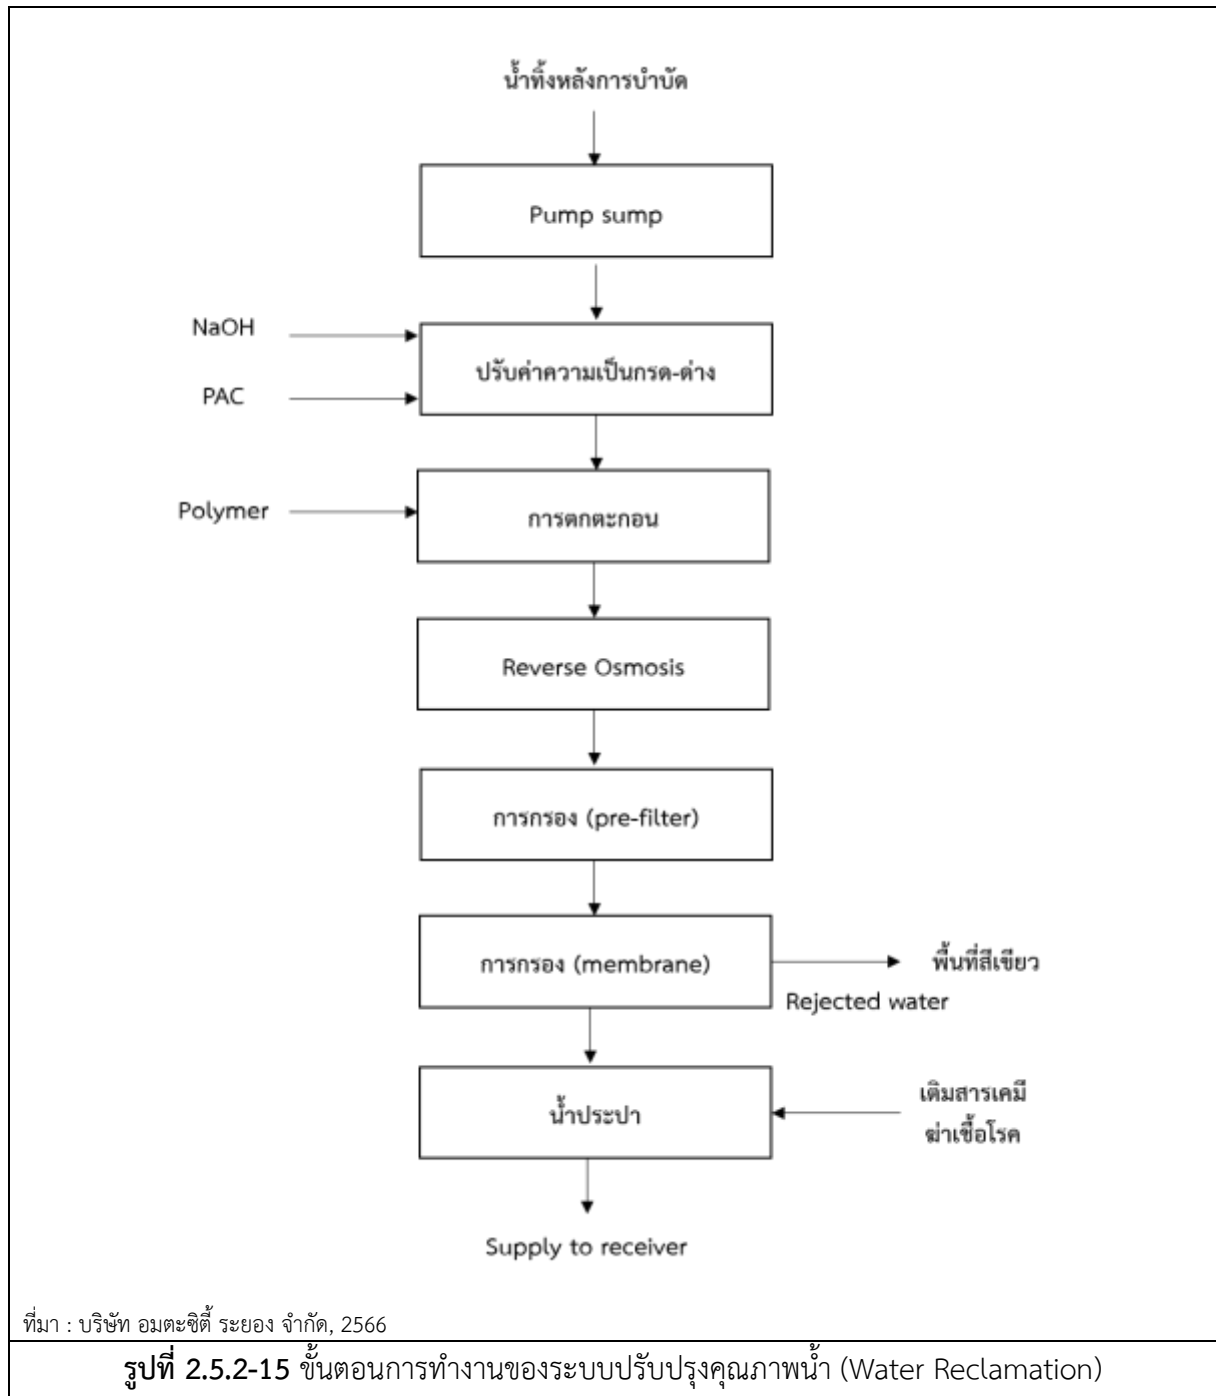 น้ำทิ้งหลังการบำบัด
Pump sump
NaOH
ปรับค่าความเป็นกรด-ด่าง
PAC
Polymer
การตกตะกอน
Reverse Osmosis
การกรอง (pre-filter)
การกรอง (membrane)
พื้นที่สีเขียว
Rejected water
น้ำประปา
เติมสารเคมี
ฆ่าเชื้อโรค
Supply to receiver
ที่มา : บริษัท อมตะซิตี้ ระยอง จำกัด, 2566
รูปที่ 2.5.2-15 ขั้นตอนการทำงานของระบบปรับปรุงคุณภาพน้ำ (Water Reclamation)